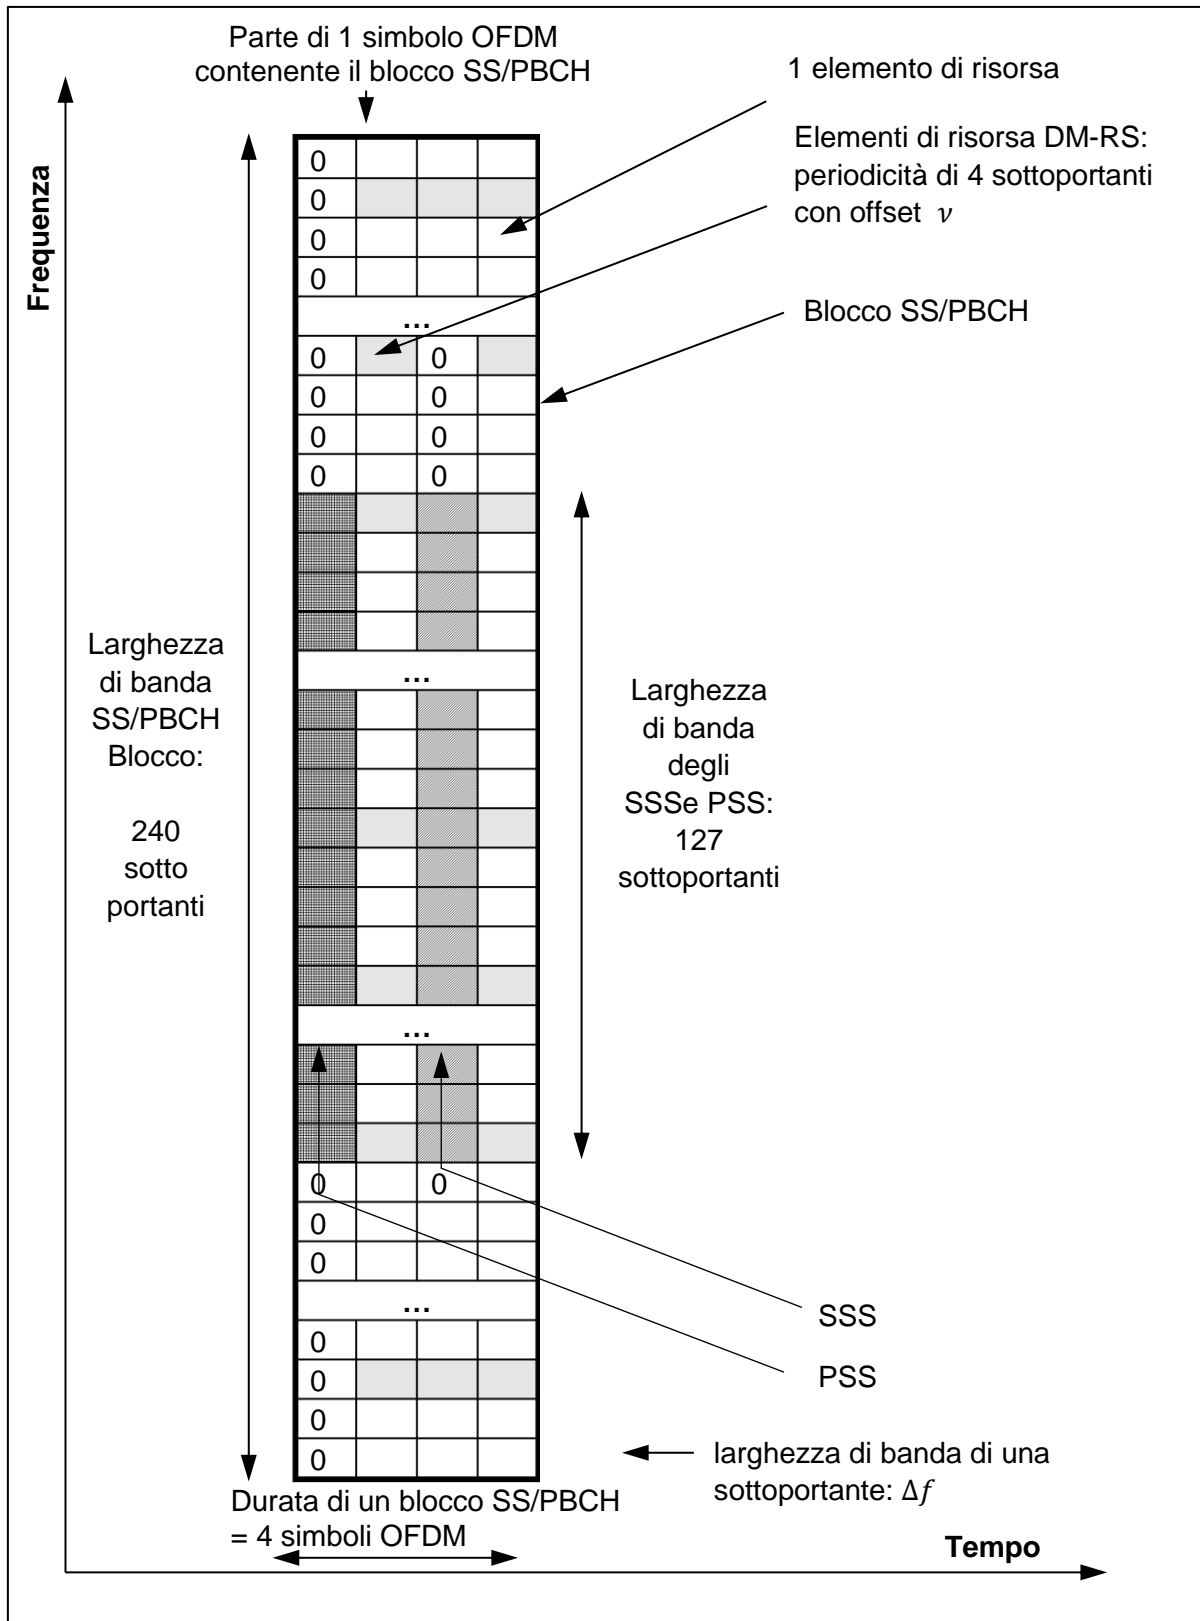 Parte di 1 simbolo OFDM
contenente il blocco SS/PBCH
1 elemento di risorsa
Elementi di risorsa DM-RS:
periodicità di 4 sottoportanti
con offset ν
Blocco SS/PBCH
Frequenza
0
0
0
0
...
0 0
0 0
0 0
0 0
...
Larghezza
di banda
SS/PBCH
Blocco:
240
sotto
portanti
Larghezza
di banda
degli
SSSe PSS:
127
sottoportanti
...
0 0
0
0
...
0
0
0
0
SSS
PSS
larghezza di banda di una
sottoportante: Δf
Durata di un blocco SS/PBCH
= 4 simboli OFDM
Tempo